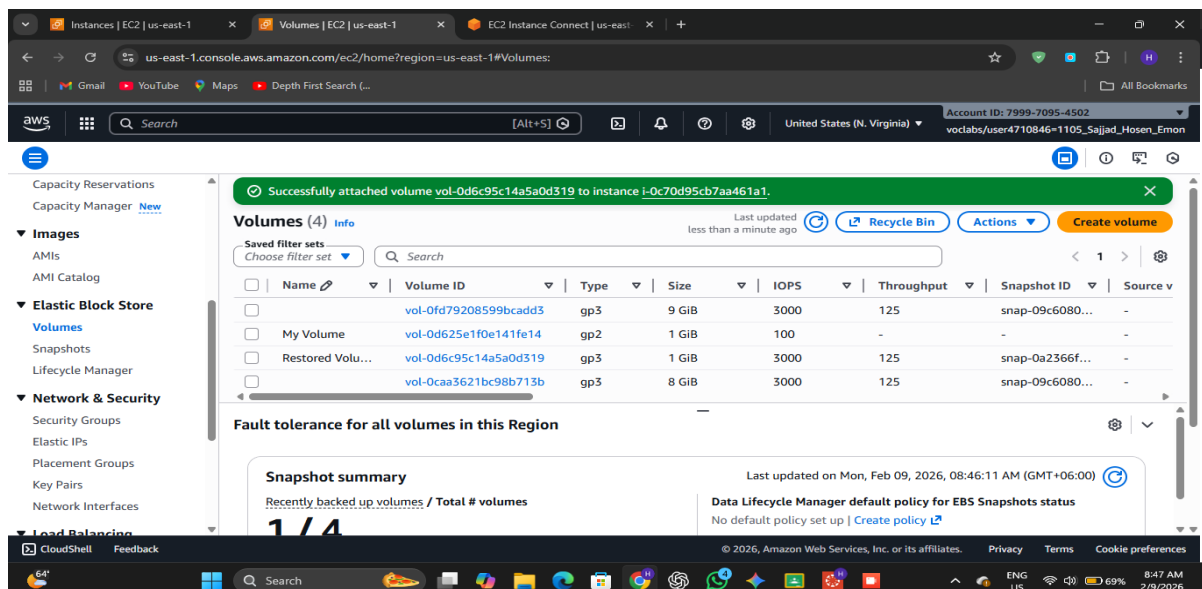 Instances | EC2 | us-east-1
Volumes | EC2 | us-east-1
EC2 Instance Connect | us-east-
us-east-1.console.aws.amazon.com/ec2/home?region=us-east-1#Volumes:
H
Gmail YouTube Maps Depth First Search (...
All Bookmarks
aws Search [Alt+S] United States (N. Virginia)
Account ID: 7999-7095-4502
voclabs/user4710846=1105_Sajjad_Hosen_Emon
Capacity Reservations
Capacity Manager New
Images
AMIs
AMI Catalog
Elastic Block Store
Volumes
Snapshots
Lifecycle Manager
Network & Security
Security Groups
Elastic IPs
Placement Groups
Key Pairs
Network Interfaces
Load Balancing
Successfully attached volume vol-0d6c95c14a5a0d319 to instance i-0c70d95cb7aa461a1.
Volumes (4) Info
Last updated
less than a minute ago
Recycle Bin Actions Create volume
Saved filter sets
Choose filter set Search 1
Name Volume ID Type Size IOPS Throughput Snapshot ID Source v
vol-0fd79208599bcadd3 gp3 9 GiB 3000 125 snap-09c6080... -
My Volume vol-0d625e1f0e141fe14 gp2 1 GiB 100 - - -
Restored Volu... vol-0d6c95c14a5a0d319 gp3 1 GiB 3000 125 snap-0a2366f... -
vol-0caa3621bc98b713b gp3 8 GiB 3000 125 snap-09c6080... -
Fault tolerance for all volumes in this Region
Snapshot summary
Last updated on Mon, Feb 09, 2026, 08:46:11 AM (GMT+06:00)
Recently backed up volumes / Total # volumes
1 / 4
Data Lifecycle Manager default policy for EBS Snapshots status
No default policy set up | Create policy
CloudShell Feedback © 2026, Amazon Web Services, Inc. or its affiliates. Privacy Terms Cookie preferences
64°
Search
4
H
H
ENG
US
69%
8:47 AM
2/9/2026